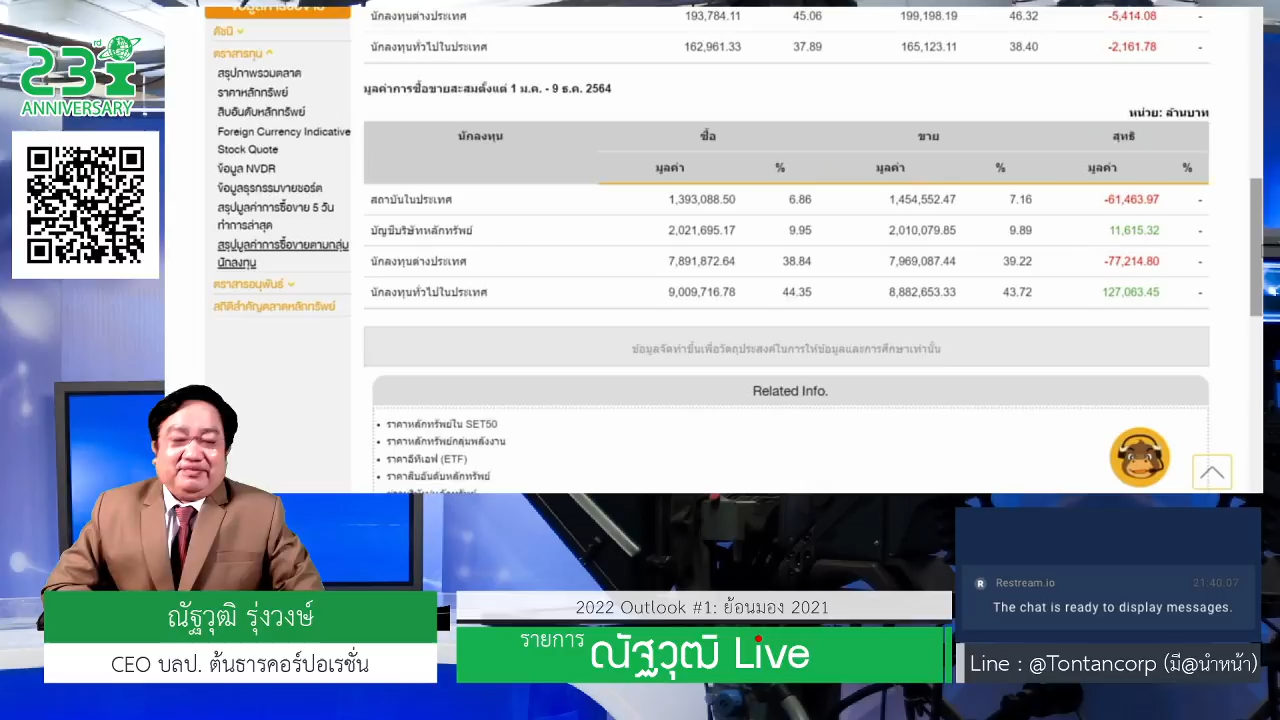 23rd
ANNIVERSARY
ดัชนี
ตราสารทุน
สรุปภาพรวมตลาด
ราคาหลักทรัพย์
สิบอันดับหลักทรัพย์
Foreign Currency Indicative
Stock Quote
ข้อมูล NVDR
ข้อมูลธุรกรรมขายชอร์ต
สรุปมูลค่าการซื้อขาย 5 วัน
ทำการล่าสุด
สรุปมูลค่าการซื้อขายตามกลุ่ม
นักลงทุน
ตราสารอนุพันธ์
สถิติสำคัญตลาดหลักทรัพย์
นักลงทุนต่างประเทศ 193,784.11 45.06 199,198.19 46.32 -5,414.08 -
นักลงทุนทั่วไปในประเทศ 162,961.33 37.89 165,123.11 38.40 -2,161.78 -
มูลค่าการซื้อขายสะสมตั้งแต่ 1 ม.ค. - 9 ธ.ค. 2564
หน่วย: ล้านบาท
นักลงทุน ซื้อ ขาย สุทธิ
มูลค่า % มูลค่า % มูลค่า %
สถาบันในประเทศ 1,393,088.50 6.86 1,454,552.47 7.16 -61,463.97 -
บัญชีบริษัทหลักทรัพย์ 2,021,695.17 9.95 2,010,079.85 9.89 11,615.32 -
นักลงทุนต่างประเทศ 7,891,872.64 38.84 7,969,087.44 39.22 -77,214.80 -
นักลงทุนทั่วไปในประเทศ 9,009,716.78 44.35 8,882,653.33 43.72 127,063.45 -
ข้อมูลจัดทำขึ้นเพื่อวัตถุประสงค์ในการให้ข้อมูลและการศึกษาเท่านั้น
Related Info.
ราคาหลักทรัพย์ใน SET50
ราคาหลักทรัพย์กลุ่มพลังงาน
ราคาอีทีเอฟ (ETF)
ราคาสิบอันดับหลักทรัพย์
Restream.io 21:40.07
The chat is ready to display messages.
ณัฐวุฒิ รุ่งวงษ์
CEO บลป. ต้นธารคอร์ปอเรชั่น
2022 Outlook #1: ย้อนมอง 2021
รายการ ณัฐวุฒิ Live
Line : @Tontancorp (มี@นำหน้า)